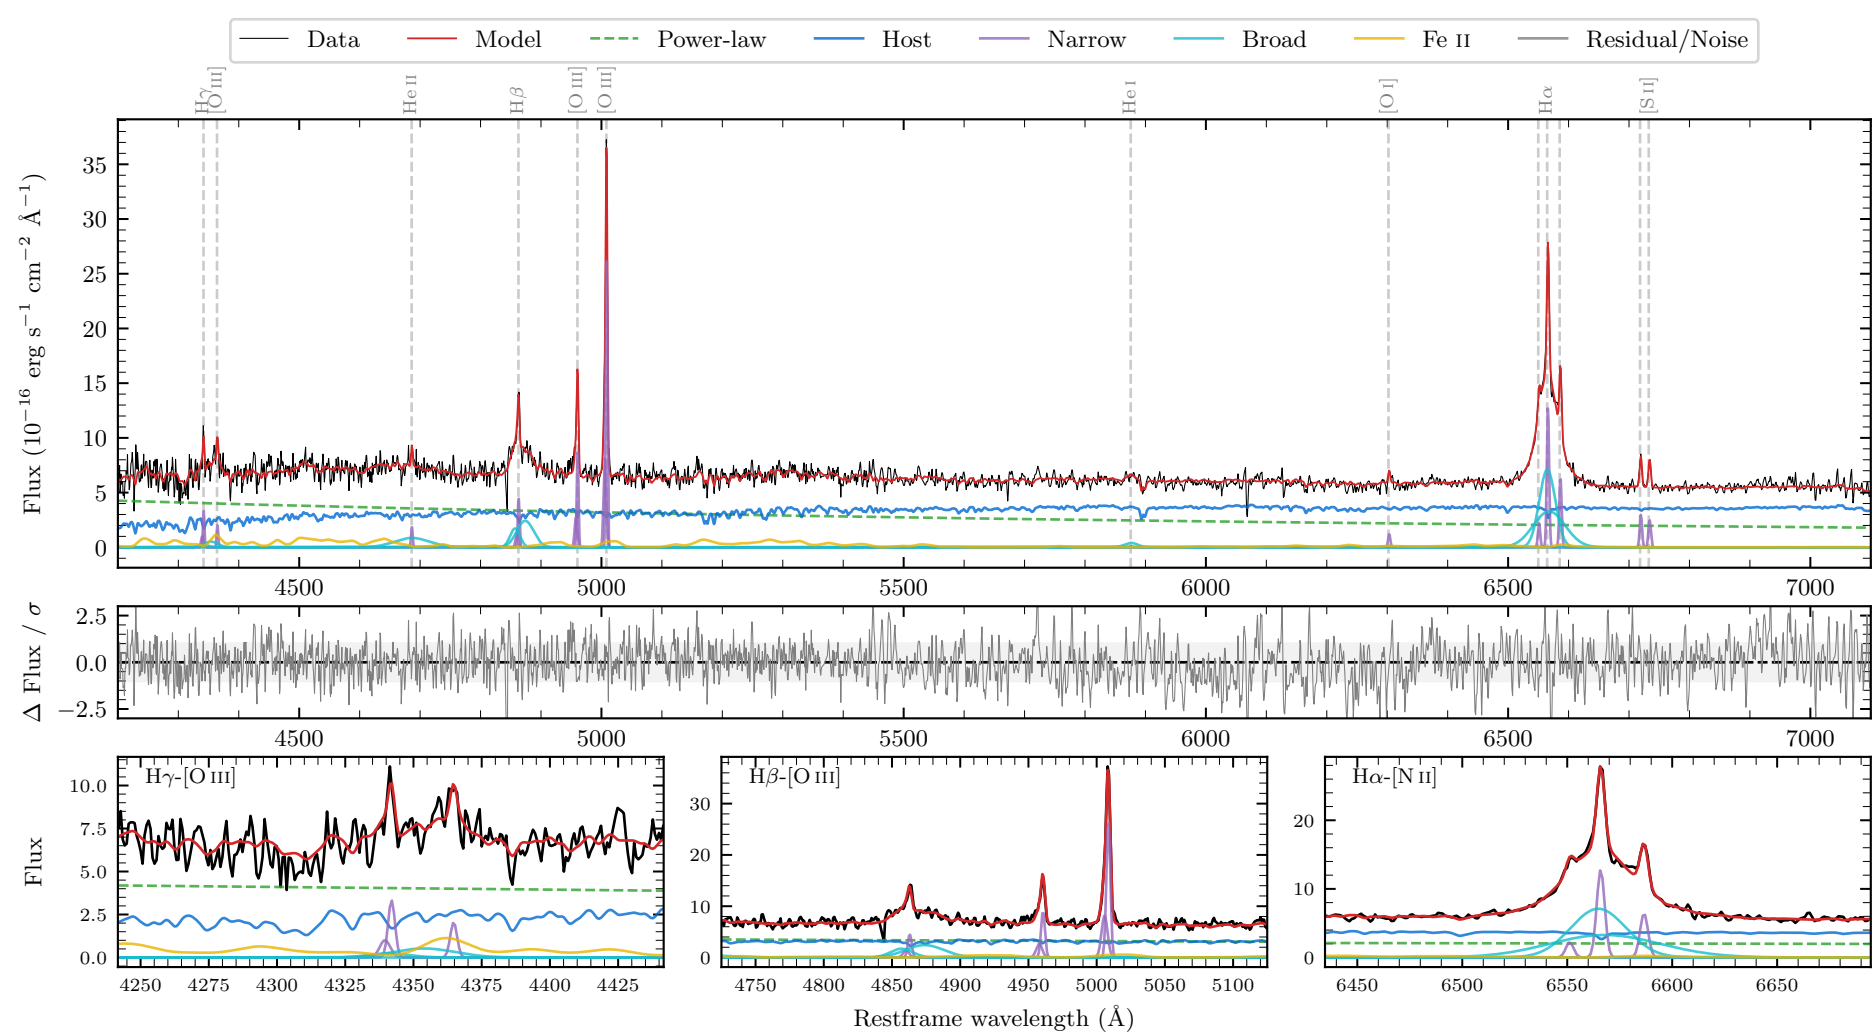 Data Model Power-law Host Narrow Broad Fe II Residual/Noise
Hγ [O III] He II Hβ [O III] [O III] He I [O I] Hα [S II]
Flux (10⁻¹⁶ erg s⁻¹ cm⁻² Å⁻¹)
35
30
25
20
15
10
5
0
4500 5000 5500 6000 6500 7000
Δ Flux / σ
2.5
0.0
−2.5
4500 5000 5500 6000 6500 7000
Flux
Hγ-[O III]
10.0
7.5
5.0
2.5
0.0
4250 4275 4300 4325 4350 4375 4400 4425
Hβ-[O III]
30
20
10
0
4750 4800 4850 4900 4950 5000 5050 5100
Hα-[N II]
20
10
0
6450 6500 6550 6600 6650
Restframe wavelength (Å)